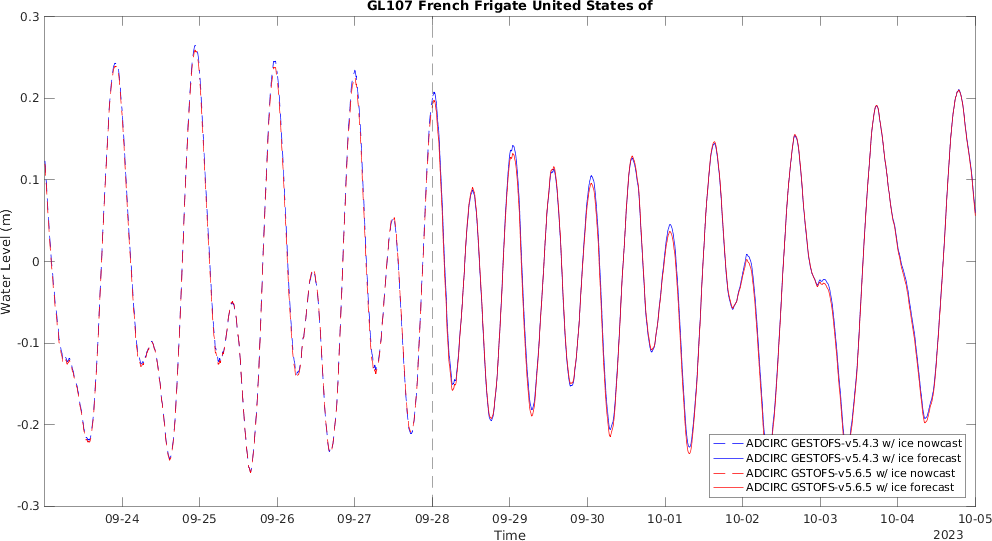 GL107 French Frigate United States of
Water Level (m)
0.3
0.2
0.1
0
-0.1
-0.2
-0.3
ADCIRC GESTOFS-v5.4.3 w/ ice nowcast
ADCIRC GESTOFS-v5.4.3 w/ ice forecast
ADCIRC GSTOFS-v5.6.5 w/ ice nowcast
ADCIRC GSTOFS-v5.6.5 w/ ice forecast
09-24 09-25 09-26 09-27 09-28 09-29 09-30 10-01 10-02 10-03 10-04 10-05
Time
2023